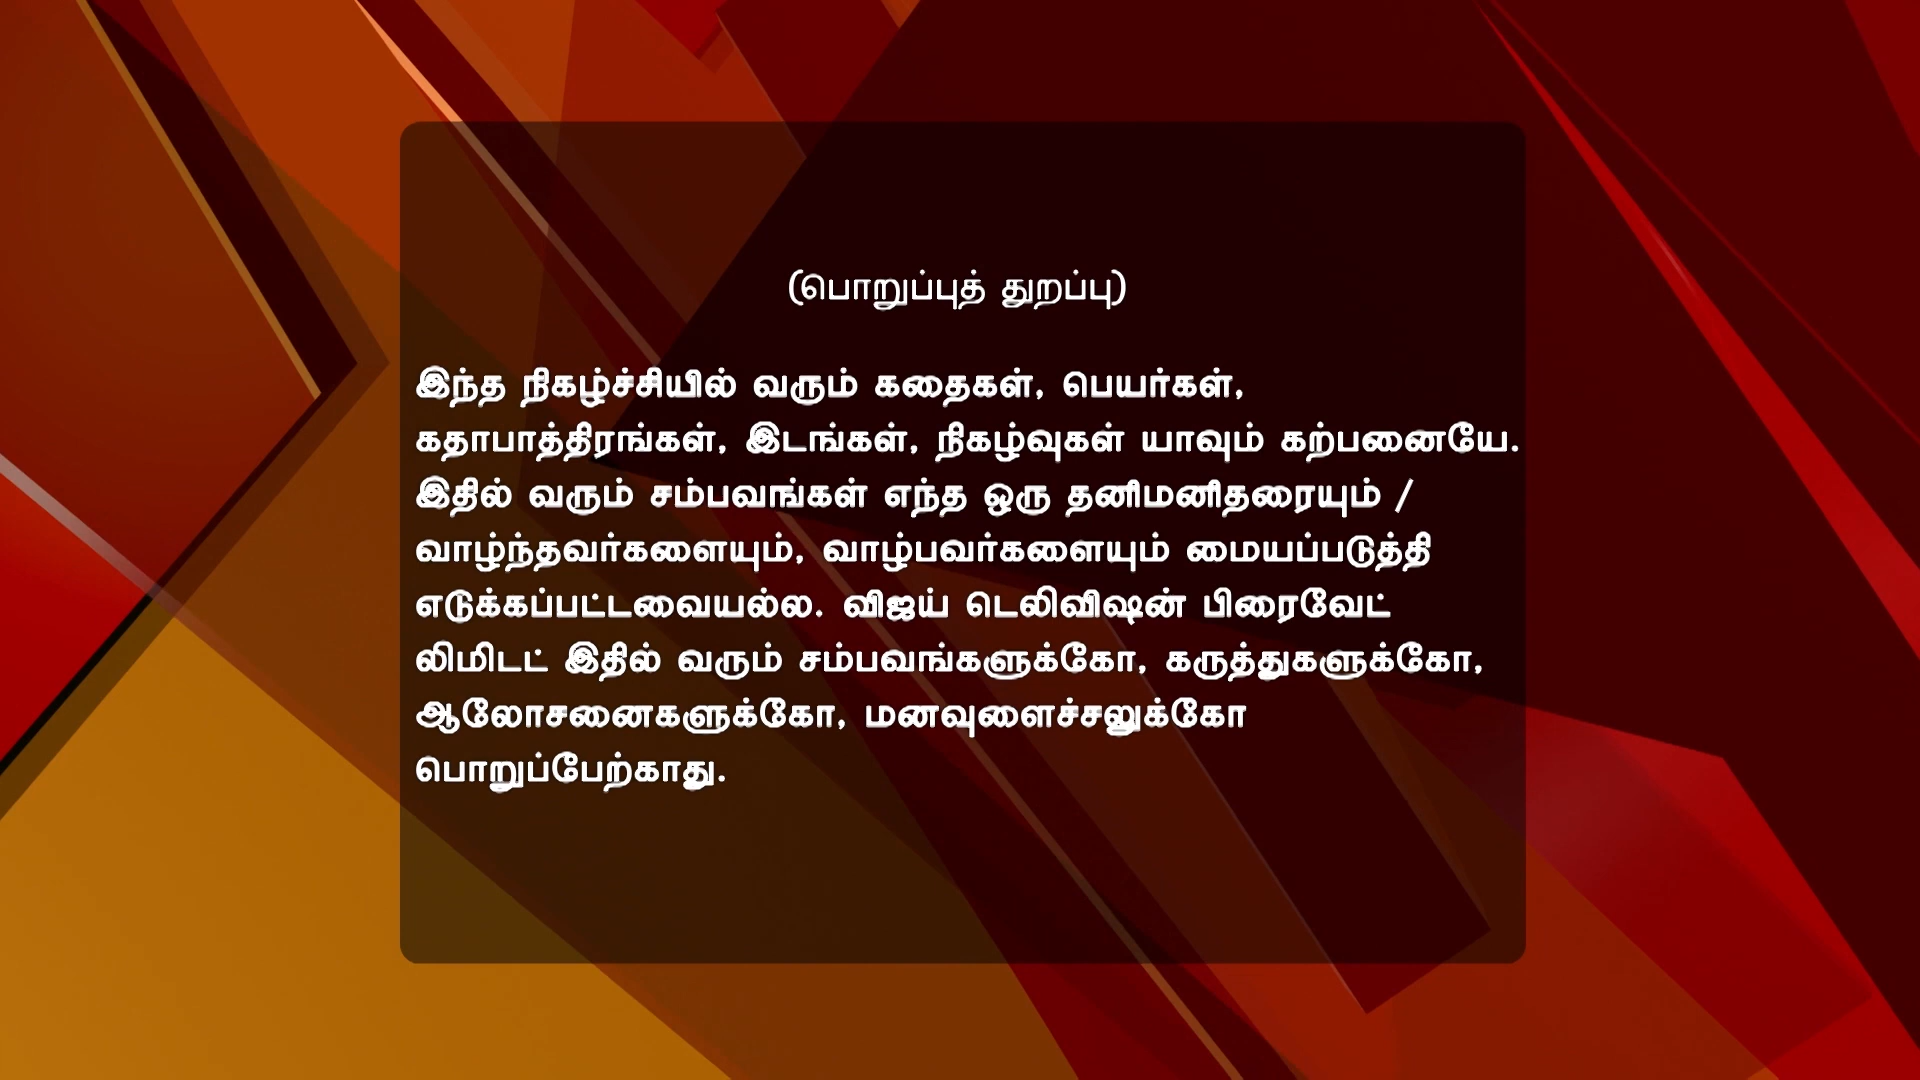 (பொறுப்புத் துறப்பு)
இந்த நிகழ்ச்சியில் வரும் கதைகள், பெயர்கள்,
கதாபாத்திரங்கள், இடங்கள், நிகழ்வுகள் யாவும் கற்பனையே.
இதில் வரும் சம்பவங்கள் எந்த ஒரு தனிமனிதரையும் /
வாழ்ந்தவர்களையும், வாழ்பவர்களையும் மையப்படுத்தி
எடுக்கப்பட்டவையல்ல. விஜய் டெலிவிஷன் பிரைவேட்
லிமிடட் இதில் வரும் சம்பவங்களுக்கோ, கருத்துகளுக்கோ,
ஆலோசனைகளுக்கோ, மனவுளைச்சலுக்கோ
பொறுப்பேற்காது.